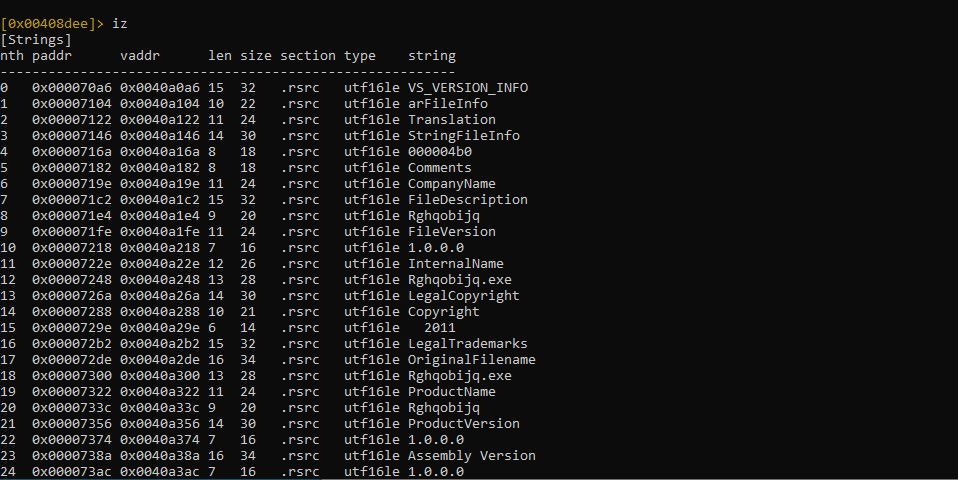 [0x00408dee]> iz
[Strings]
nth paddr      vaddr      len size section type    string
---------------------------------------------------------
0   0x000070a6 0x0040a0a6 15  32   .rsrc   utf16le VS_VERSION_INFO
1   0x00007104 0x0040a104 10  22   .rsrc   utf16le arFileInfo
2   0x00007122 0x0040a122 11  24   .rsrc   utf16le Translation
3   0x00007146 0x0040a146 14  30   .rsrc   utf16le StringFileInfo
4   0x0000716a 0x0040a16a 8   18   .rsrc   utf16le 000004b0
5   0x00007182 0x0040a182 8   18   .rsrc   utf16le Comments
6   0x0000719e 0x0040a19e 11  24   .rsrc   utf16le CompanyName
7   0x000071c2 0x0040a1c2 15  32   .rsrc   utf16le FileDescription
8   0x000071e4 0x0040a1e4 9   20   .rsrc   utf16le Rghqobijq
9   0x000071fe 0x0040a1fe 11  24   .rsrc   utf16le FileVersion
10  0x00007218 0x0040a218 7   16   .rsrc   utf16le 1.0.0.0
11  0x0000722e 0x0040a22e 12  26   .rsrc   utf16le InternalName
12  0x00007248 0x0040a248 13  28   .rsrc   utf16le Rghqobijq.exe
13  0x0000726a 0x0040a26a 14  30   .rsrc   utf16le LegalCopyright
14  0x00007288 0x0040a288 10  21   .rsrc   utf16le Copyright
15  0x0000729e 0x0040a29e 6   14   .rsrc   utf16le   2011
16  0x000072b2 0x0040a2b2 15  32   .rsrc   utf16le LegalTrademarks
17  0x000072de 0x0040a2de 16  34   .rsrc   utf16le OriginalFilename
18  0x00007300 0x0040a300 13  28   .rsrc   utf16le Rghqobijq.exe
19  0x00007322 0x0040a322 11  24   .rsrc   utf16le ProductName
20  0x0000733c 0x0040a33c 9   20   .rsrc   utf16le Rghqobijq
21  0x00007356 0x0040a356 14  30   .rsrc   utf16le ProductVersion
22  0x00007374 0x0040a374 7   16   .rsrc   utf16le 1.0.0.0
23  0x0000738a 0x0040a38a 16  34   .rsrc   utf16le Assembly Version
24  0x000073ac 0x0040a3ac 7   16   .rsrc   utf16le 1.0.0.0